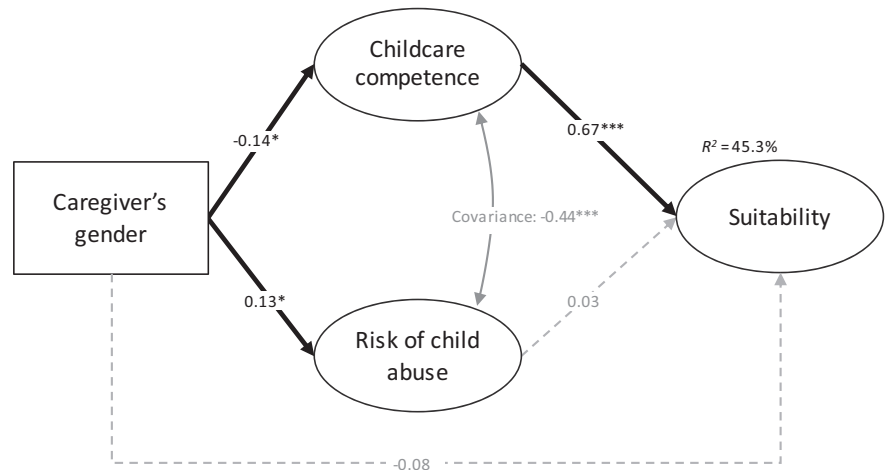 Childcare
competence
-0.14*
0.67***
R² = 45.3%
Caregiver’s
gender
Covariance: -0.44***
Suitability
0.13*
0.03
Risk of child
abuse
-0.08